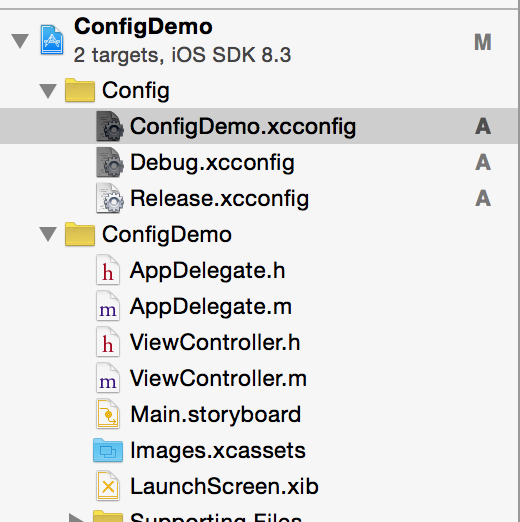 ConfigDemo
2 targets, iOS SDK 8.3
M
Config
ConfigDemo.xcconfig
A
Debug.xcconfig
A
Release.xcconfig
A
ConfigDemo
h AppDelegate.h
m AppDelegate.m
h ViewController.h
m ViewController.m
Main.storyboard
Images.xcassets
LaunchScreen.xib
Supporting Files